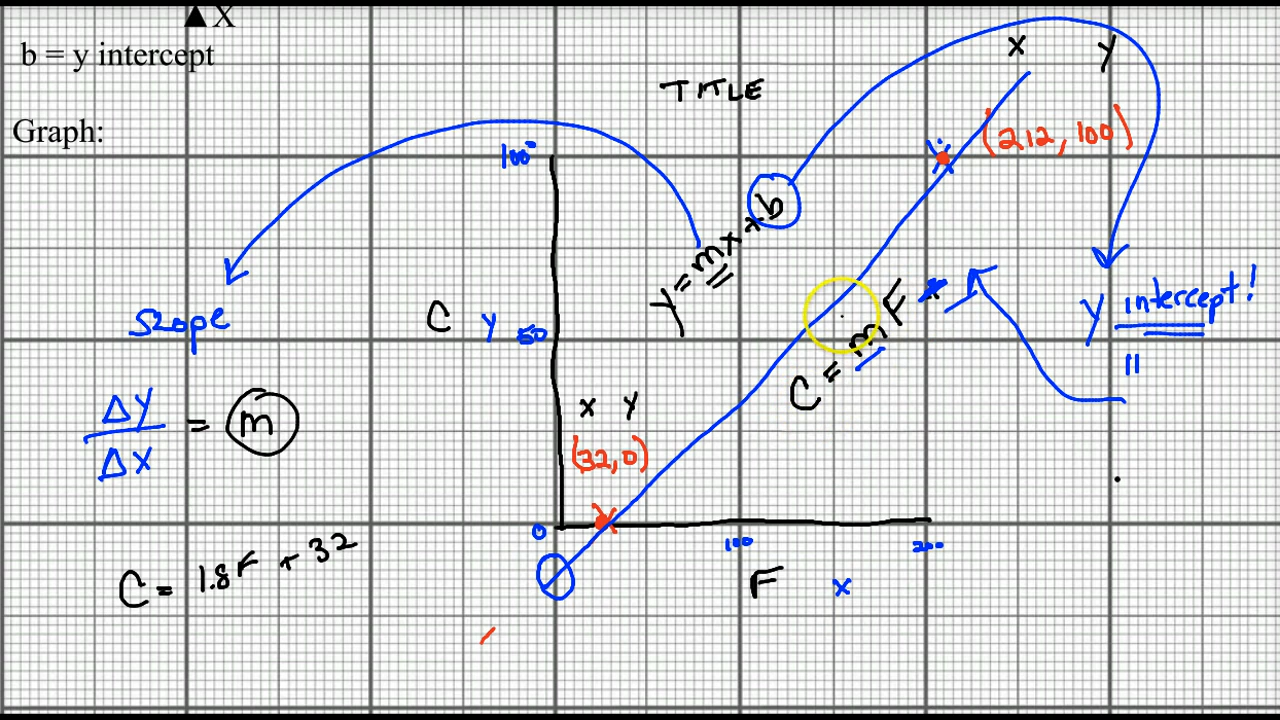 ▲X
b = y intercept
Graph:
TITLE
X Y
(212, 100)
100°
y = mx + b
Slope
C Y 50
C = mF
Y intercept!
ΔY
ΔX
= m
X Y
(32,0)
0
100
200
F X
C = 1.8F + 32